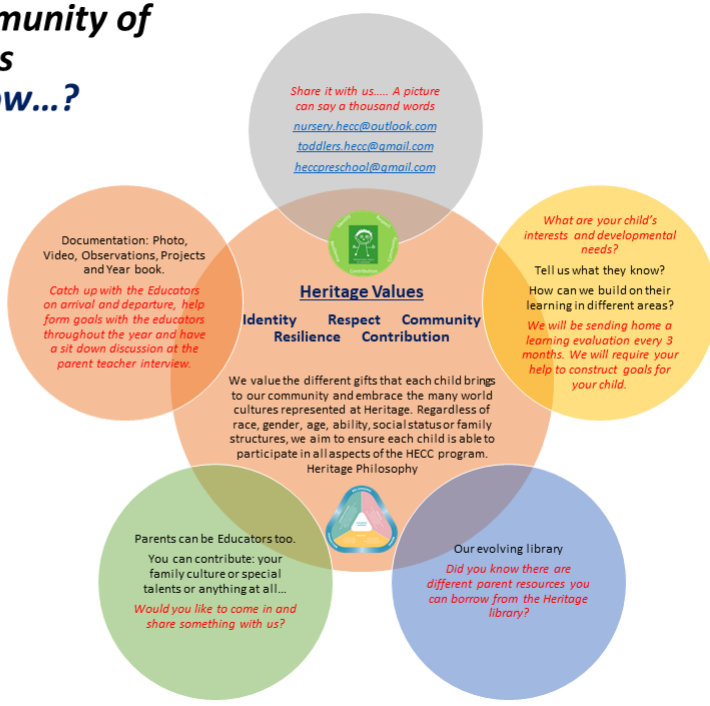 munity of
s
w...?
Share it with us..... A picture
can say a thousand words
nursery.hecc@outlook.com
toddlers.hecc@gmail.com
heccpreschool@gmail.com
Documentation: Photo,
Video, Observations, Projects
and Year book.
Catch up with the Educators
on arrival and departure, help
form goals with the educators
throughout the year and have
a sit down discussion at the
parent teacher interview.
What are your child's
interests and developmental
needs?
Tell us what they know?
How can we build on their
learning in different areas?
We will be sending home a
learning evaluation every 3
months. We will require your
help to construct goals for
your child.
Heritage Values
Identity Respect Community
Resilience Contribution
We value the different gifts that each child brings
to our community and embrace the many world
cultures represented at Heritage. Regardless of
race, gender, age, ability, social status or family
structures, we aim to ensure each child is able to
participate in all aspects of the HECC program.
Heritage Philosophy
Parents can be Educators too.
You can contribute: your
family culture or special
talents or anything at all...
Would you like to come in and
share something with us?
Our evolving library
Did you know there are
different parent resources you
can borrow from the Heritage
library?